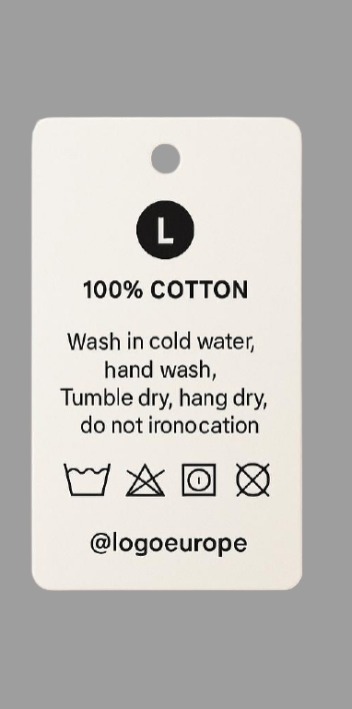 L
100% COTTON
Wash in cold water,
hand wash,
Tumble dry, hang dry,
do not ironocation
@logoeurope